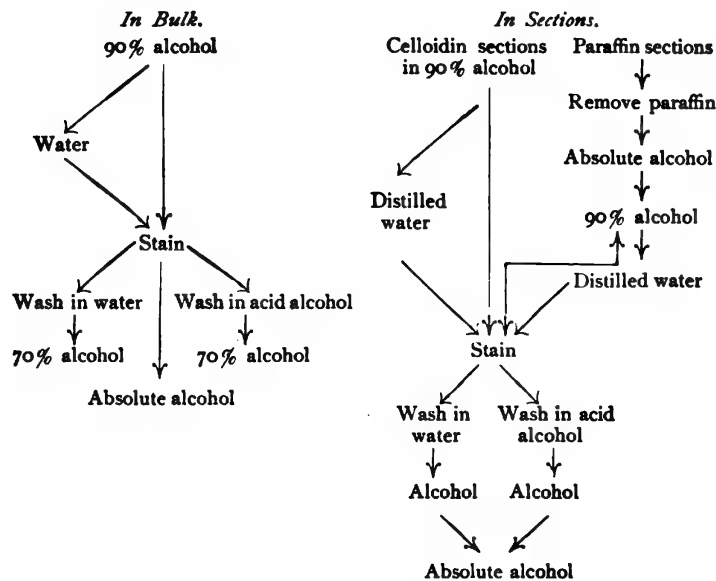 In Bulk.
90% alcohol
Water
Stain
Wash in water
Wash in acid alcohol
70% alcohol
70% alcohol
Absolute alcohol
In Sections.
Celloidin sections
in 90% alcohol
Paraffin sections
Remove paraffin
Absolute alcohol
90% alcohol
Distilled
water
Distilled water
Stain
Wash in
water
Wash in acid
alcohol
Alcohol
Alcohol
Absolute alcohol